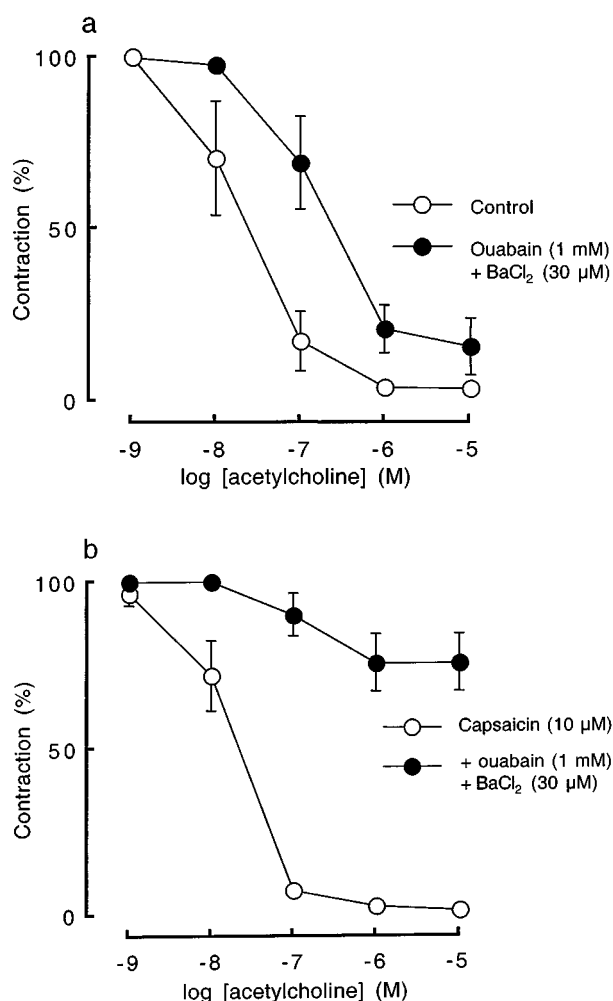 a
100
50
0
Contraction (%)
Control
Ouabain (1 mM)
+ BaCl₂ (30 µM)
-9 -8 -7 -6 -5
log [acetylcholine] (M)
b
100
50
0
Contraction (%)
Capsaicin (10 µM)
+ ouabain (1 mM)
+ BaCl₂ (30 µM)
-9 -8 -7 -6 -5
log [acetylcholine] (M)